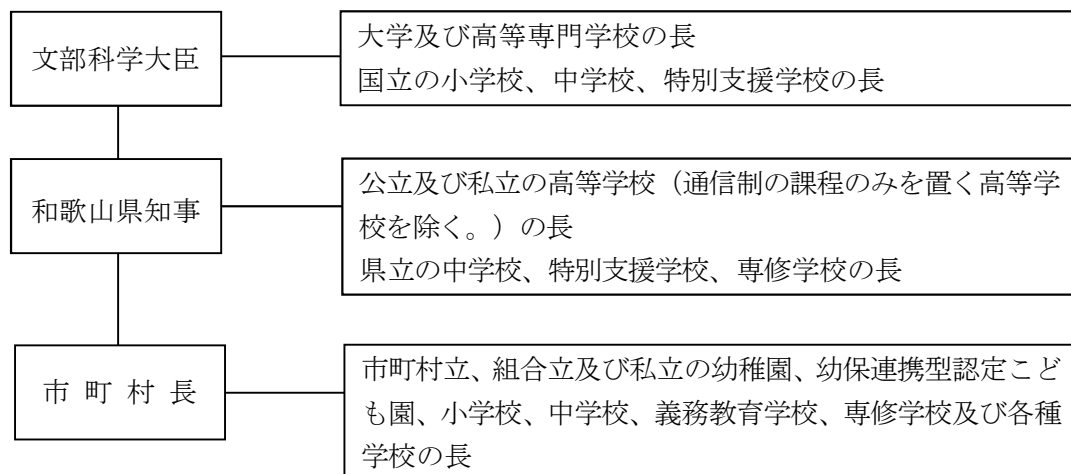 文部科学大臣
大学及び高等専門学校の長
国立の小学校、中学校、特別支援学校の長
和歌山県知事
公立及び私立の高等学校（通信制の課程のみを置く高等学
校を除く。）の長
県立の中学校、特別支援学校、専修学校の長
市 町 村 長
市町村立、組合立及び私立の幼稚園、幼保連携型認定こど
も園、小学校、中学校、義務教育学校、専修学校及び各種
学校の長